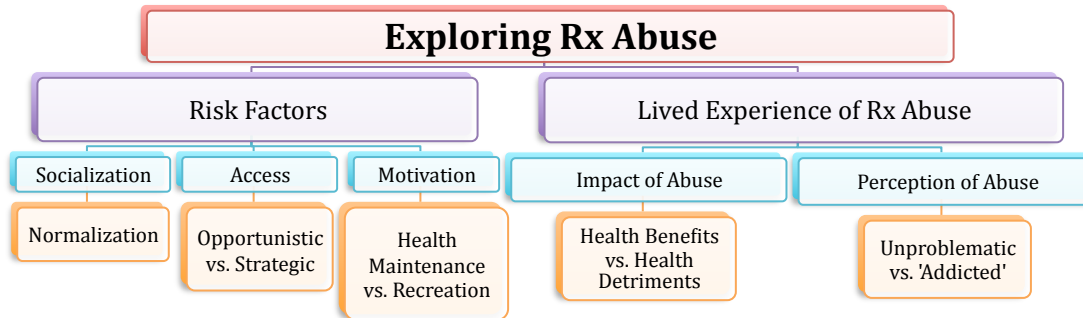 Exploring Rx Abuse
Risk Factors
Lived Experience of Rx Abuse
Socialization
Access
Motivation
Impact of Abuse
Perception of Abuse
Normalization
Opportunistic
vs. Strategic
Health
Maintenance
vs. Recreation
Health Benefits
vs. Health
Detriments
Unproblematic
vs. 'Addicted'